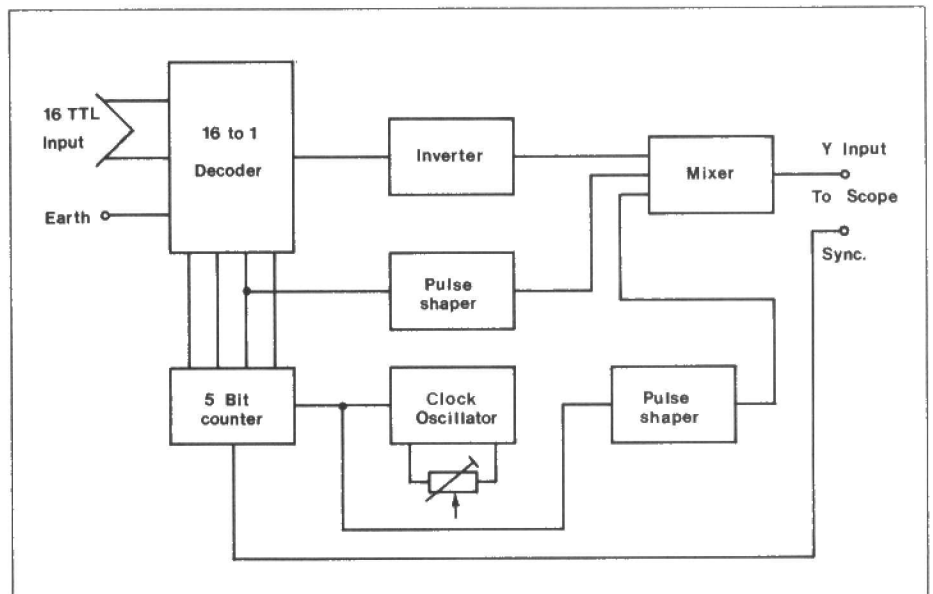 16 TTL
Input
Earth
16 to 1
Decoder
Inverter
Mixer
Y Input
To Scope
Sync.
Pulse
shaper
5 Bit
counter
Clock
Oscillator
Pulse
shaper